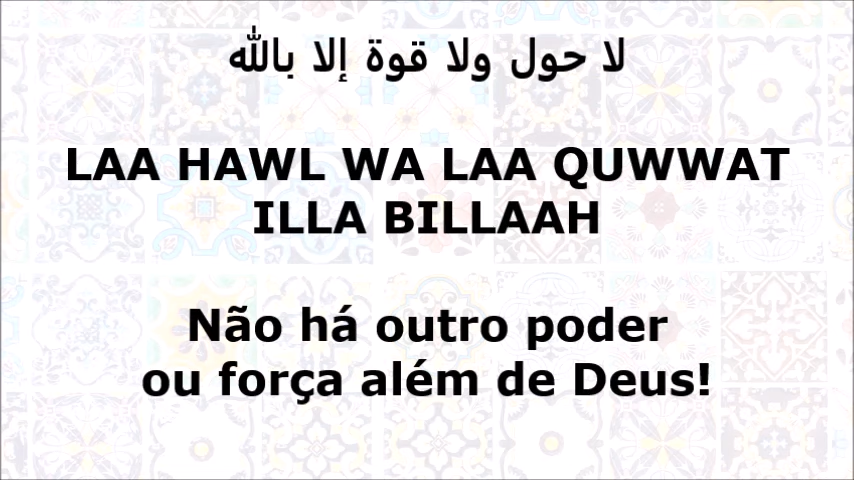 لا حول ولا قوة إلا بالله
LAA HAWL WA LAA QUWWAT
ILLA BILLAAH
Não há outro poder
ou força além de Deus!